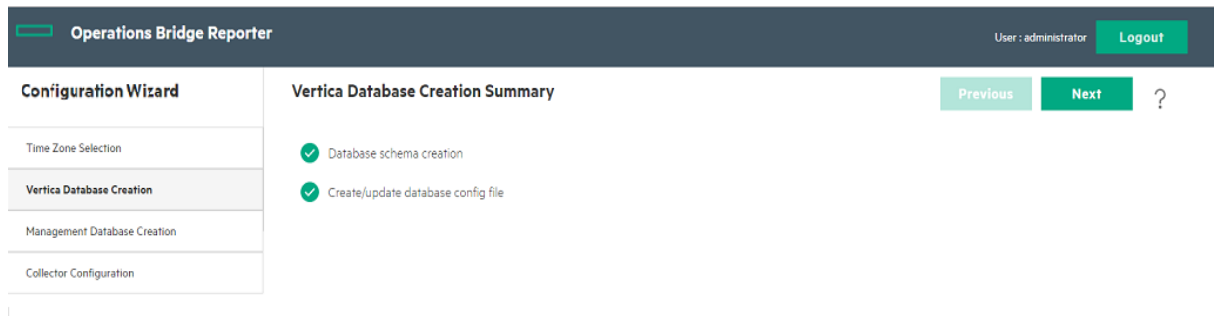 Operations Bridge Reporter
User : administrator
Logout
Configuration Wizard
Vertica Database Creation Summary
Previous
Next
?
Time Zone Selection
Vertica Database Creation
Management Database Creation
Collector Configuration
Database schema creation
Create/update database config file